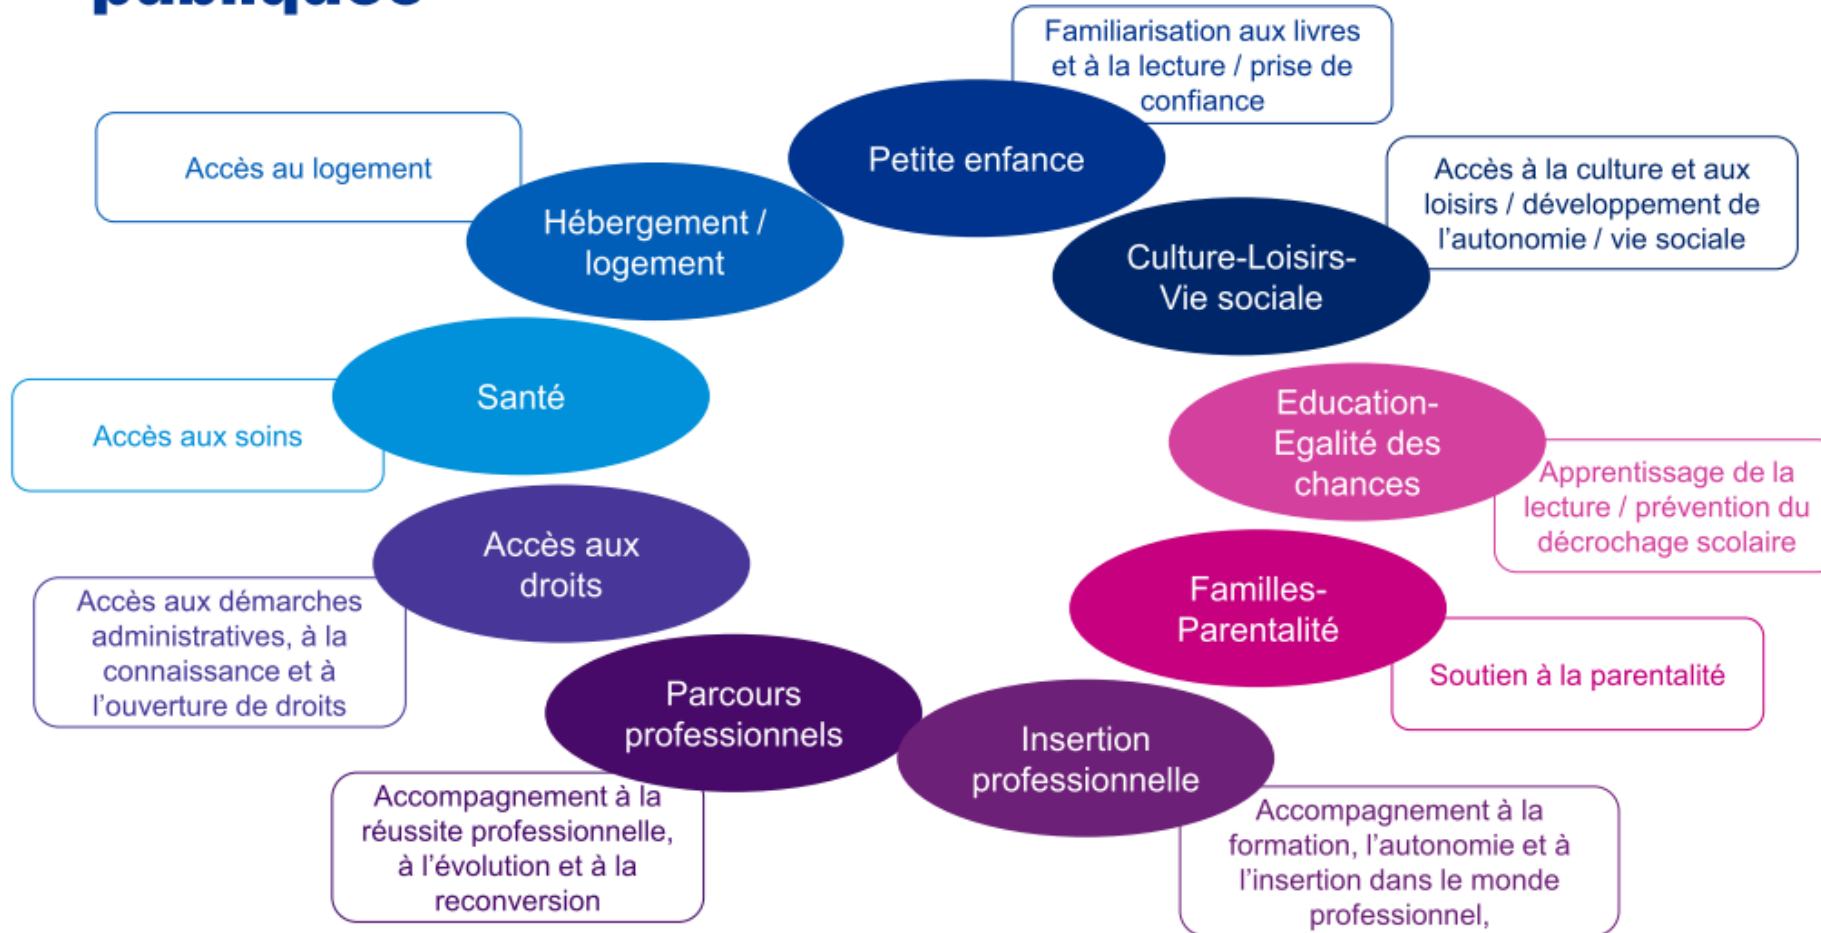 publiques
Familiarisation aux livres
et à la lecture / prise de
confiance
Petite enfance
Accès à la culture et aux
loisirs / développement de
l'autonomie / vie sociale
Culture-Loisirs-
Vie sociale
Education-
Egalité des
chances
Apprentissage de la
lecture / prévention du
décrochage scolaire
Familles-
Parentalité
Soutien à la parentalité
Insertion
professionnelle
Accompagnement à la
formation, l'autonomie et à
l'insertion dans le monde
professionnel,
Parcours
professionnels
Accompagnement à la
réussite professionnelle,
à l'évolution et à la
reconversion
Accès aux
droits
Accès aux démarches
administratives, à la
connaissance et à
l'ouverture de droits
Santé
Accès aux soins
Hébergement /
logement
Accès au logement